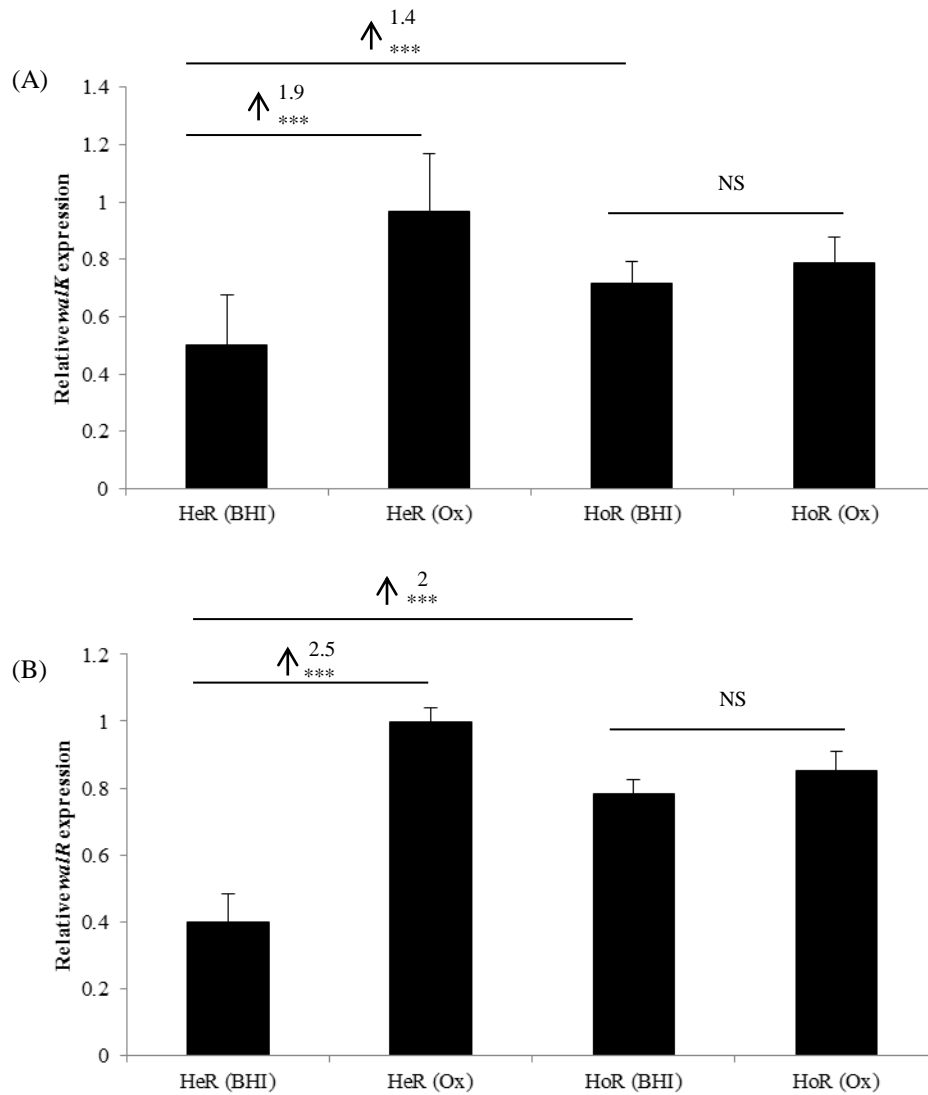 ↑ 1.4
***
(A)
↑ 1.9
***
NS
1.4
1.2
1
0.8
0.6
0.4
0.2
0
Relative walK expression
HeR (BHI) HeR (Ox) HoR (BHI) HoR (Ox)
↑ 2
***
(B)
↑ 2.5
***
NS
1.2
1
0.8
0.6
0.4
0.2
0
Relative walR expression
HeR (BHI) HeR (Ox) HoR (BHI) HoR (Ox)